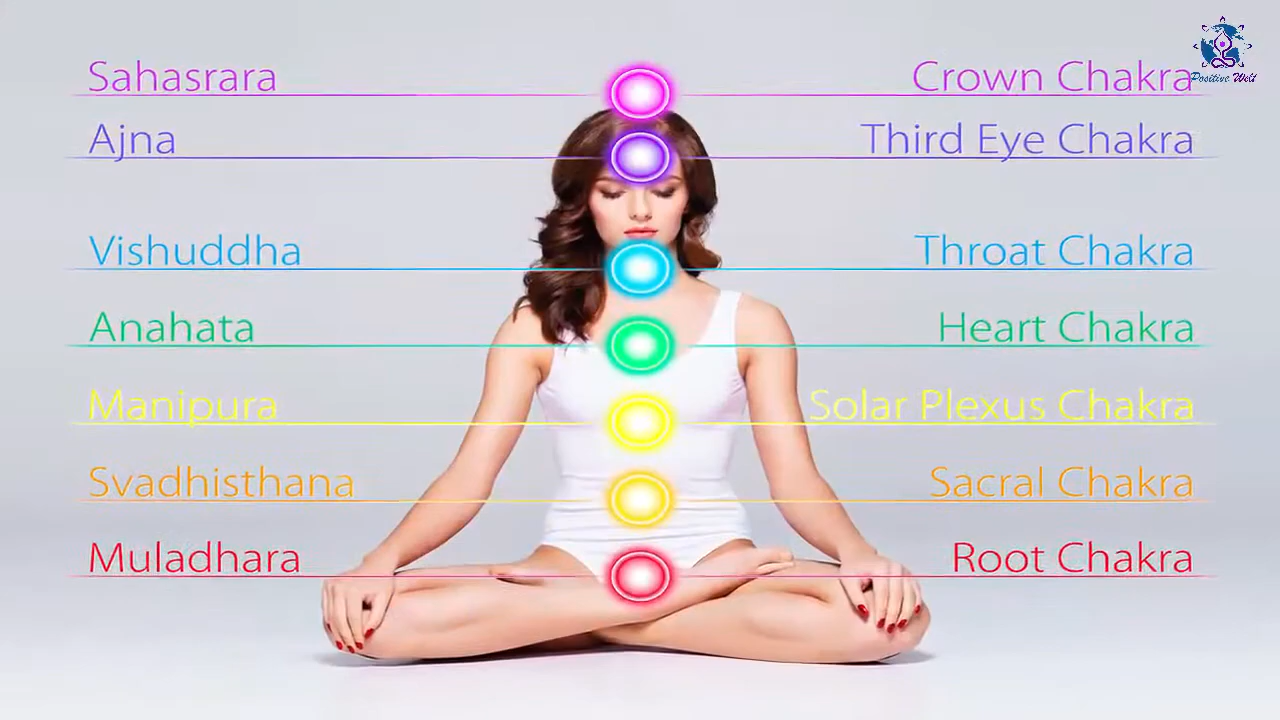 Sahasrara Crown Chakra
Positive Welt
Ajna Third Eye Chakra
Vishuddha Throat Chakra
Anahata Heart Chakra
Manipura Solar Plexus Chakra
Svadhisthana Sacral Chakra
Muladhara Root Chakra